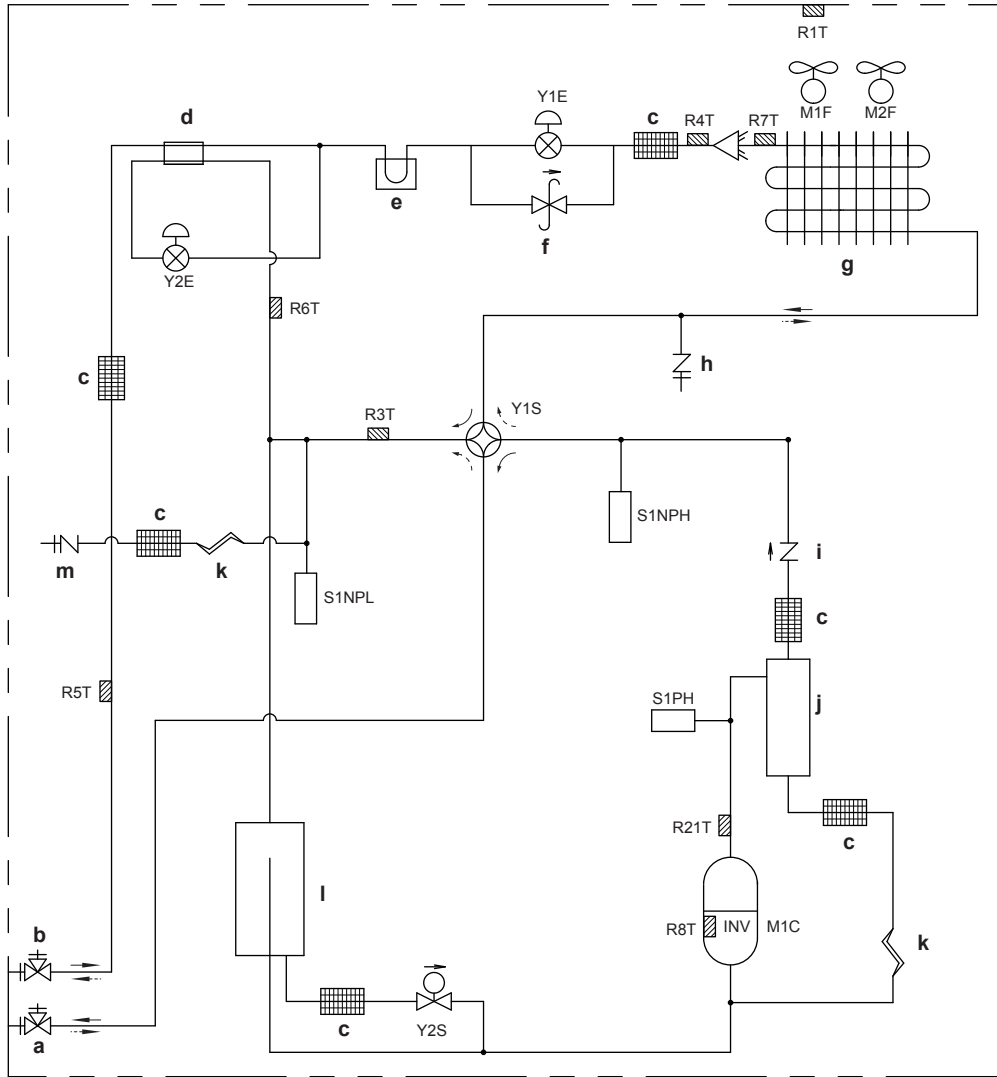 R1T
M1F M2F
Y1E
d
c
R4T R7T
e
f
g
Y2E
R6T
c
h
R3T
Y1S
S1NPH
c
m
k
S1NPL
i
c
R5T
S1PH
j
R21T
c
l
R8T INV M1C
k
b
c
Y2S
a